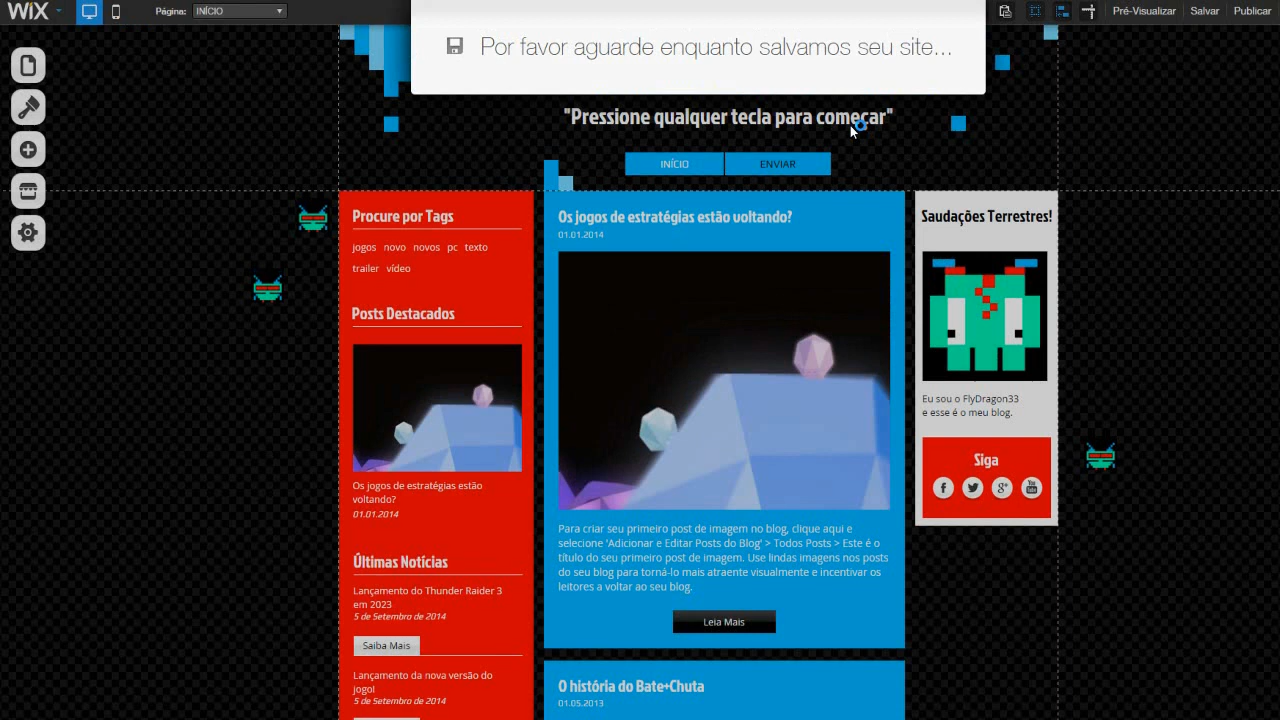 WiX
Página: INÍCIO
Pré-Visualizar
Salvar
Publicar
Por favor aguarde enquanto salvamos seu site...
"Pressione qualquer tecla para começar"
INÍCIO
ENVIAR
Procure por Tags
jogos novo novos pc texto
trailer vídeo
Posts Destacados
Os jogos de estratégias estão
voltando?
01.01.2014
Últimas Notícias
Lançamento do Thunder Raider 3
em 2023
5 de Setembro de 2014
Saiba Mais
Lançamento da nova versão do
jogo!
5 de Setembro de 2014
Os jogos de estratégias estão voltando?
01.01.2014
Para criar seu primeiro post de imagem no blog, clique aqui e
selecione 'Adicionar e Editar Posts do Blog' > Todos Posts > Este é o
título do seu primeiro post de imagem. Use lindas imagens nos posts
do seu blog para torná-lo mais atraente visualmente e incentivar os
leitores a voltar ao seu blog.
Leia Mais
O história do Bate+Chuta
01.05.2013
Saudações Terrestres!
Eu sou o FlyDragon33
e esse é o meu blog.
Siga
You
Tube